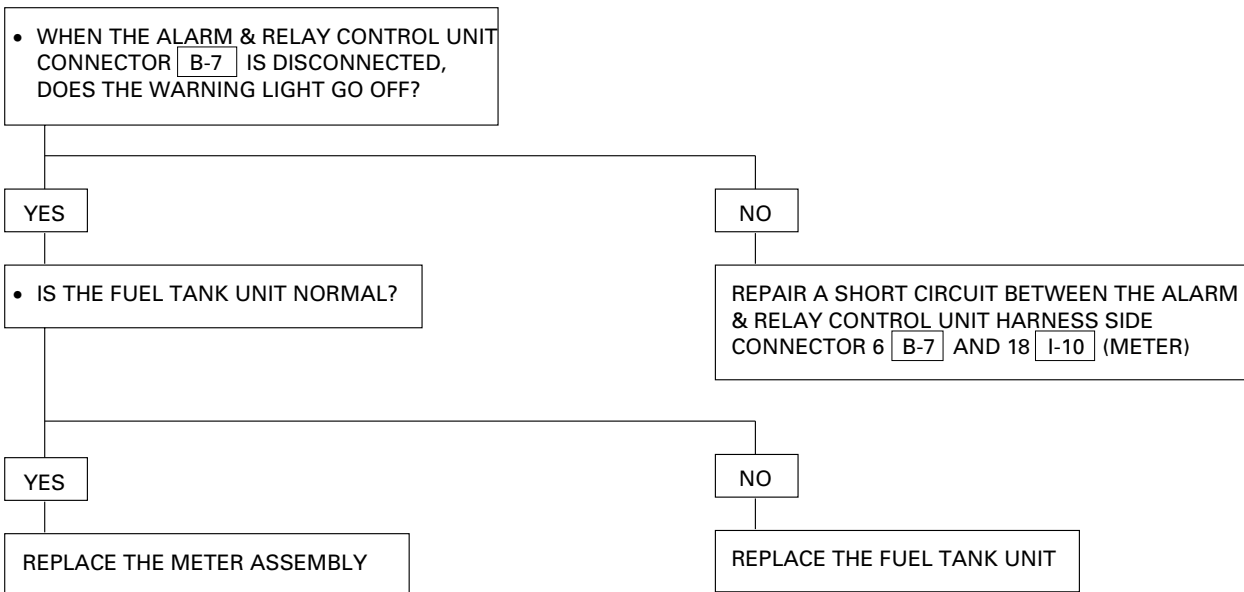 • WHEN THE ALARM & RELAY CONTROL UNIT
CONNECTOR B-7 IS DISCONNECTED,
DOES THE WARNING LIGHT GO OFF?
YES
NO
• IS THE FUEL TANK UNIT NORMAL?
REPAIR A SHORT CIRCUIT BETWEEN THE ALARM
& RELAY CONTROL UNIT HARNESS SIDE
CONNECTOR 6 B-7 AND 18 I-10 (METER)
YES
NO
REPLACE THE METER ASSEMBLY
REPLACE THE FUEL TANK UNIT